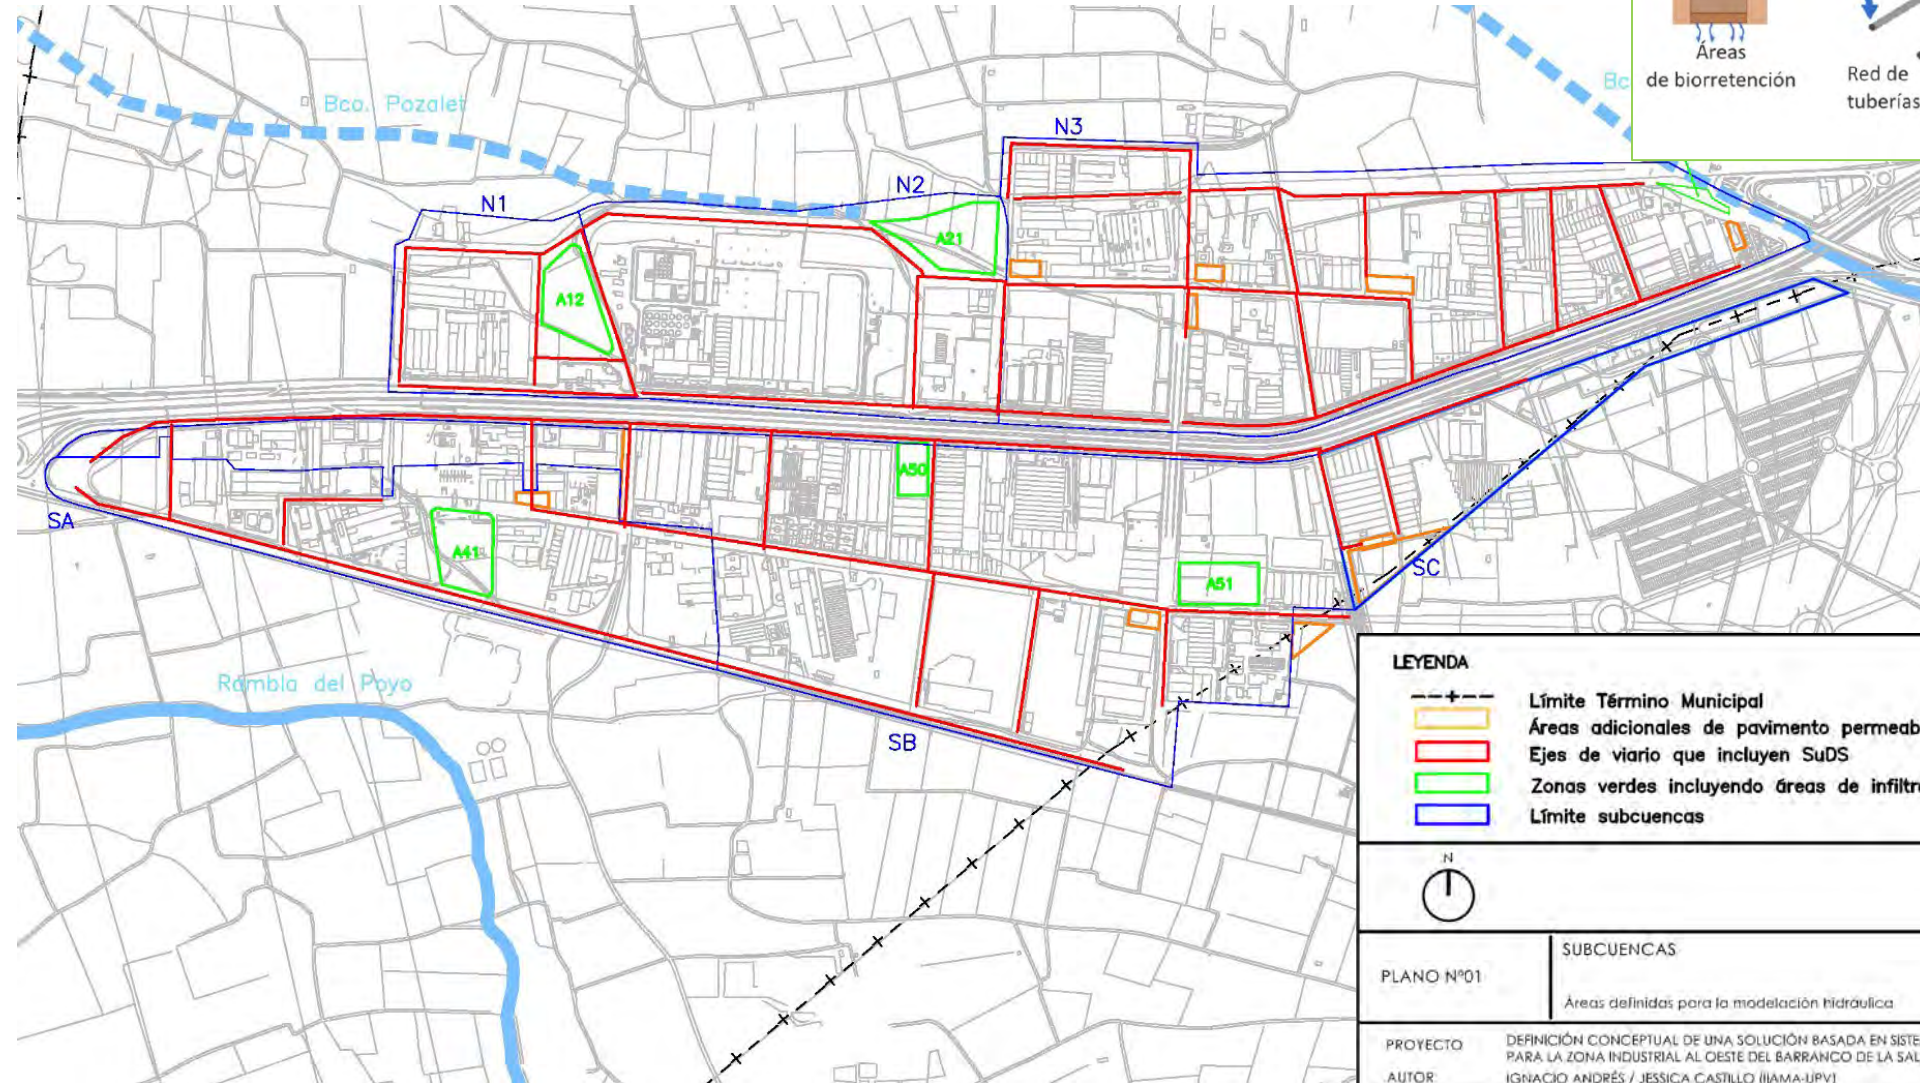 Áreas
de biorretención
Red de
tuberías
Bco. Pozalet
Bc
N3
N2
N1
A21
A12
A50
SA
A41
SC
A51
Rambla del Poyo
SB
LEYENDA
Límite Término Municipal
Áreas adicionales de pavimento permeab
Ejes de viario que incluyen SuDS
Zonas verdes incluyendo áreas de infiltr
Límite subcuencas
N
SUBCUENCAS
PLANO Nº01
Áreas definidas para la modelación hidráulica
PROYECTO
DEFINICIÓN CONCEPTUAL DE UNA SOLUCIÓN BASADA EN SISTE
PARA LA ZONA INDUSTRIAL AL OESTE DEL BARRANCO DE LA SAL
AUTOR
IGNACIO ANDRÉS / JESSICA CASTILLO (IIAMA-UPV)